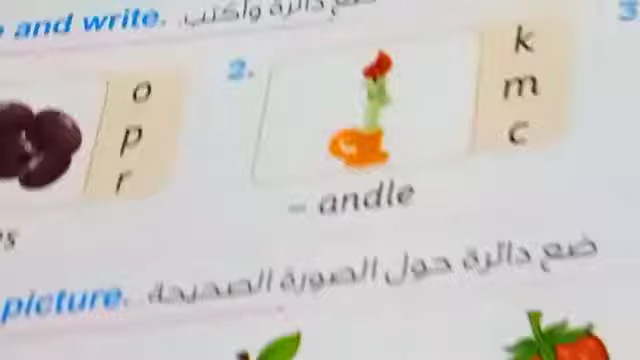 and write. ضع دائرة واكتب.
2.
o
p
r
k
m
c
– andle
picture. ضع دائرة حول الصورة الصحيحة